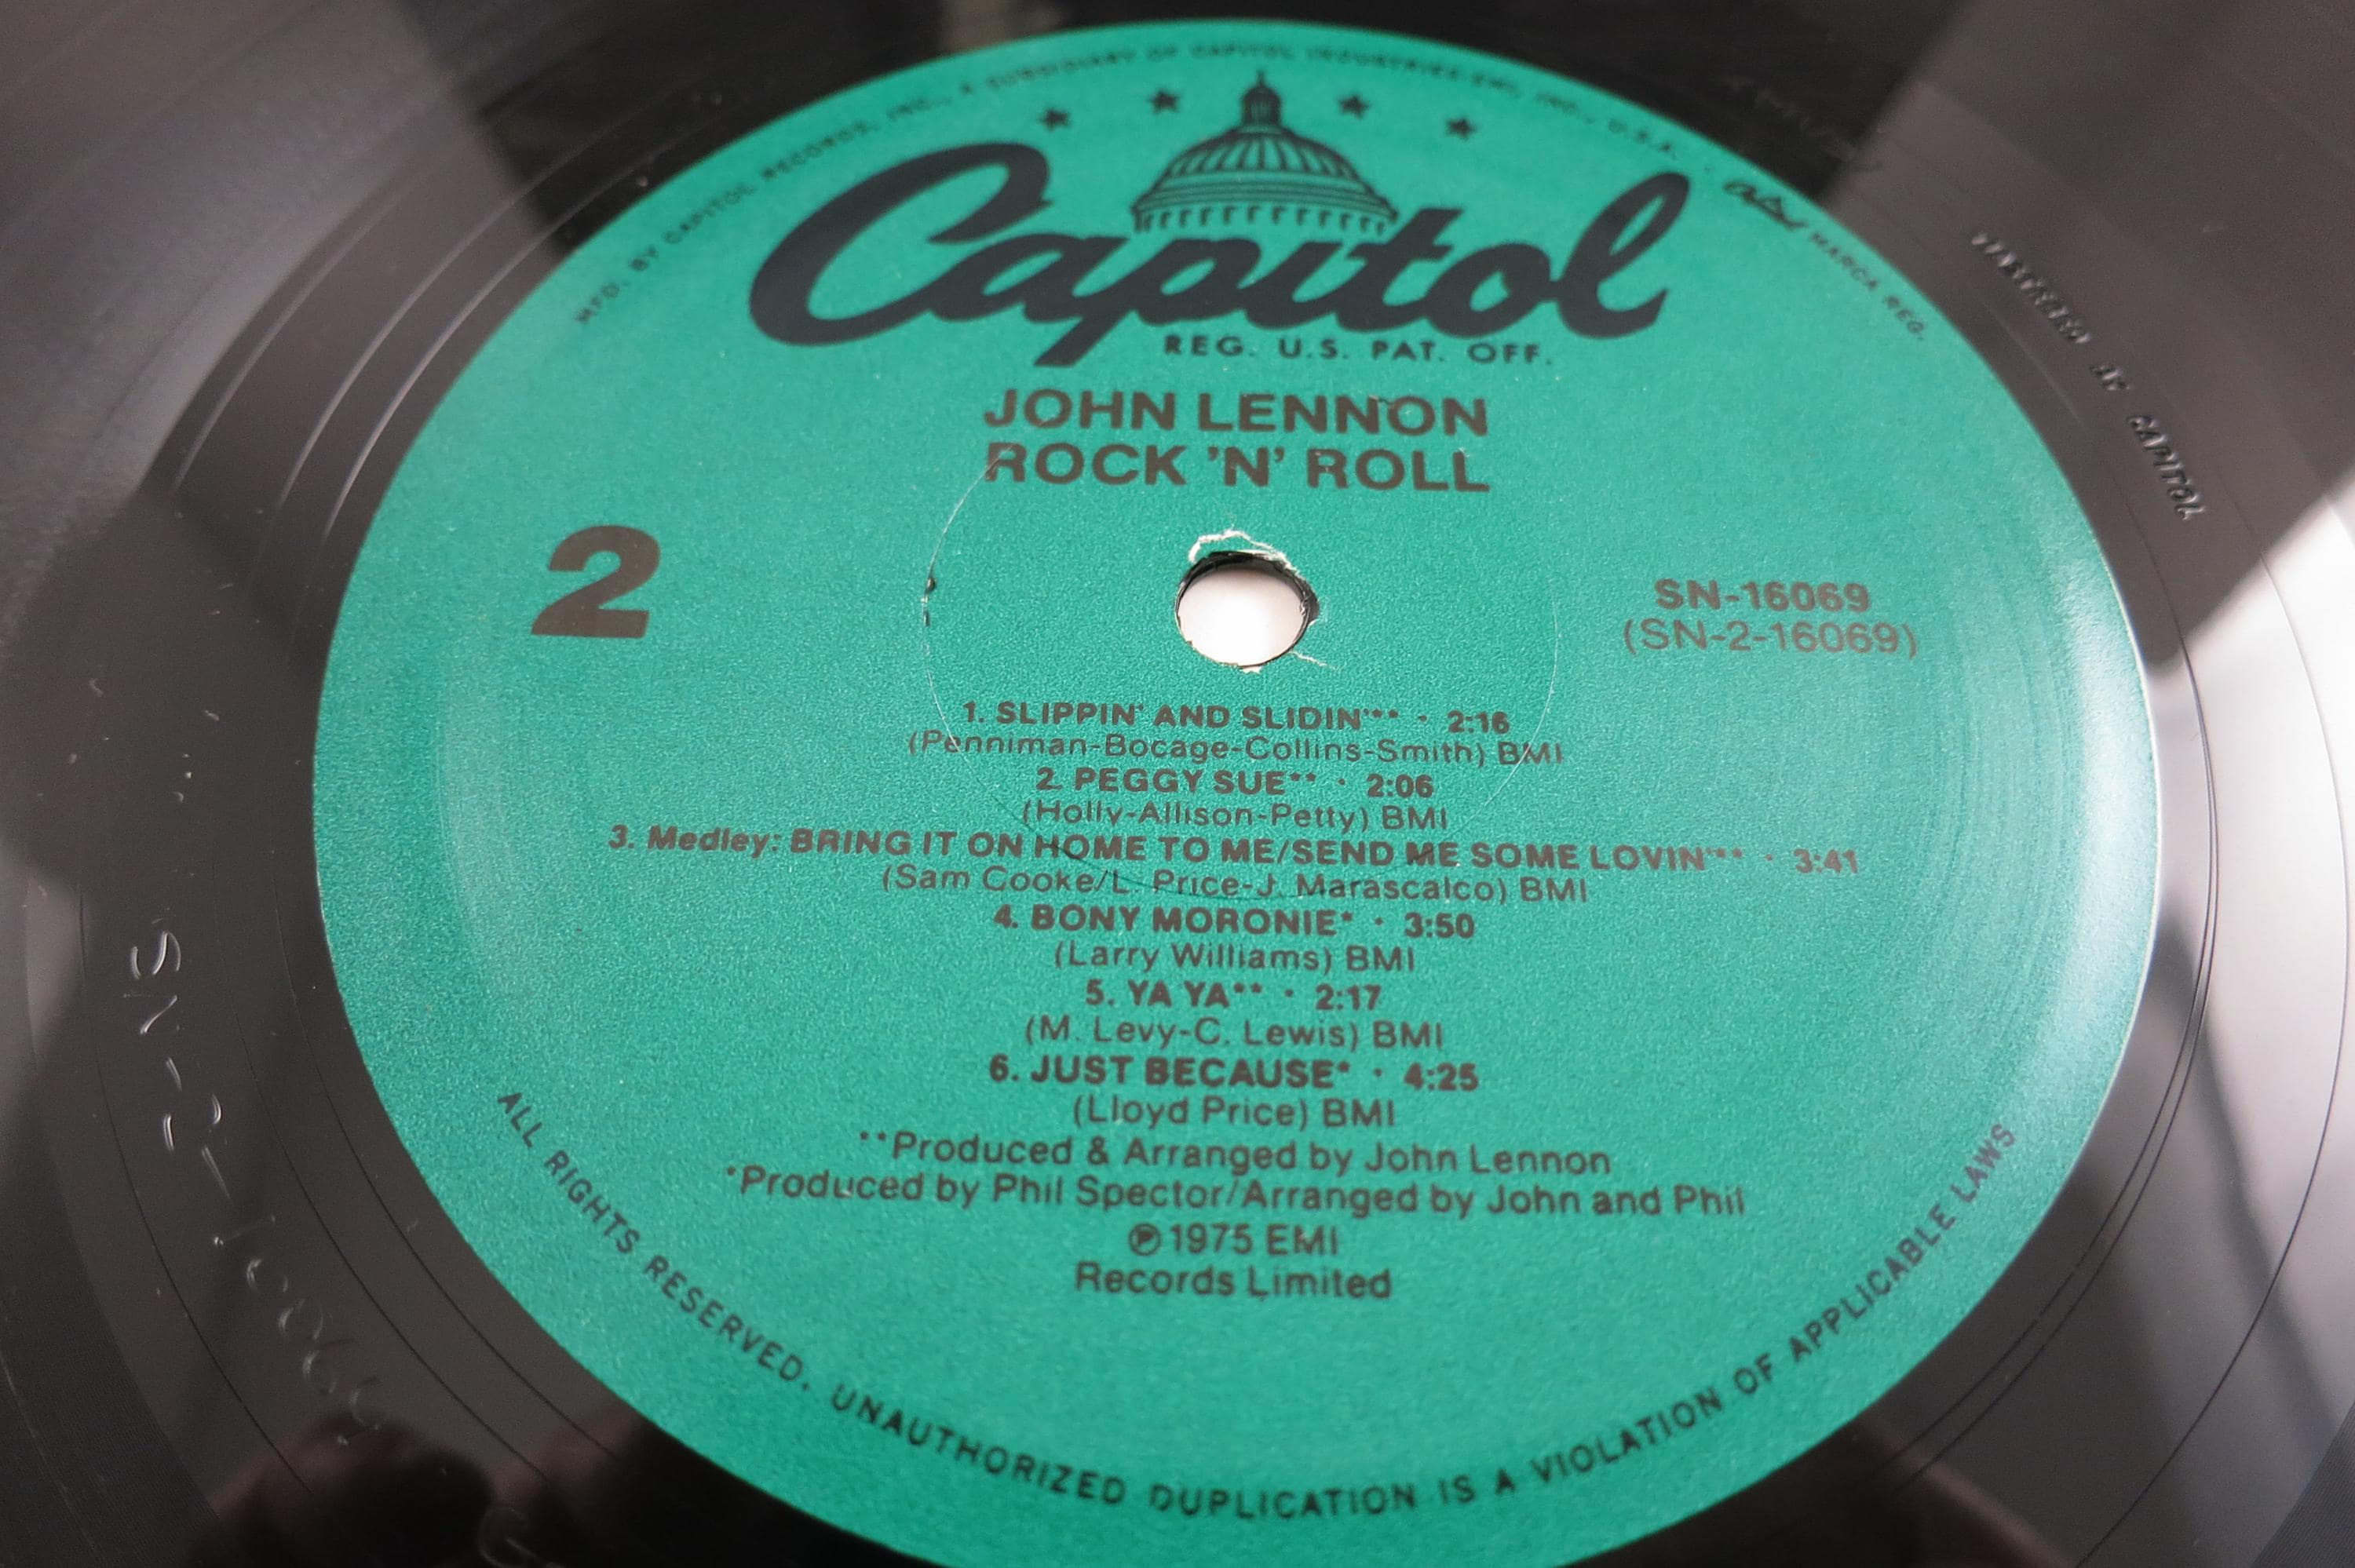 MFD. BY CAPITOL RECORDS, INC., A SUBSIDIARY OF CAPITOL INDUSTRIES-EMI, INC., U.S.A. · Capitol MARCA REG.
Capitol
REG. U.S. PAT. OFF.
JOHN LENNON
ROCK 'N' ROLL
2
SN-16069
(SN-2-16069)
1. SLIPPIN' AND SLIDIN'** · 2:16
(Penniman-Bocage-Collins-Smith) BMI
2. PEGGY SUE** · 2:06
(Holly-Allison-Petty) BMI
3. Medley: BRING IT ON HOME TO ME/SEND ME SOME LOVIN'** · 3:41
(Sam Cooke/L. Price-J. Marascalco) BMI
4. BONY MORONIE* · 3:50
(Larry Williams) BMI
5. YA YA** · 2:17
(M. Levy-C. Lewis) BMI
6. JUST BECAUSE* · 4:25
(Lloyd Price) BMI
**Produced & Arranged by John Lennon
*Produced by Phil Spector/Arranged by John and Phil
℗ 1975 EMI
Records Limited
ALL RIGHTS RESERVED. UNAUTHORIZED DUPLICATION IS A VIOLATION OF APPLICABLE LAWS
MASTERED BY CAPITOL